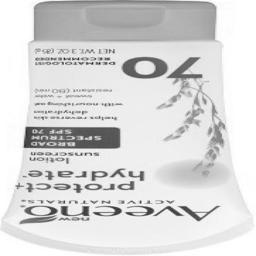 new
Aveeno
ACTIVE NATURALS
protect+
hydrate
sunscreen
lotion
BROAD
SPECTRUM
SPF 70
helps reverse skin
dehydration
with nourishing oat
sweat + water
resistant (80 min)
70
DERMATOLOGIST
RECOMMENDED
NET WT. 3 OZ (85 g)